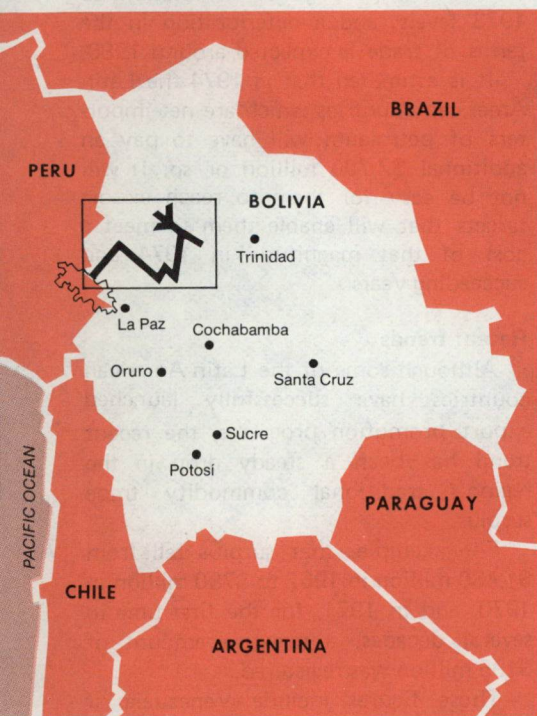 BRAZIL
PERU
BOLIVIA
Trinidad
La Paz
Cochabamba
Oruro
Santa Cruz
Sucre
Potosí
PACIFIC OCEAN
PARAGUAY
CHILE
ARGENTINA